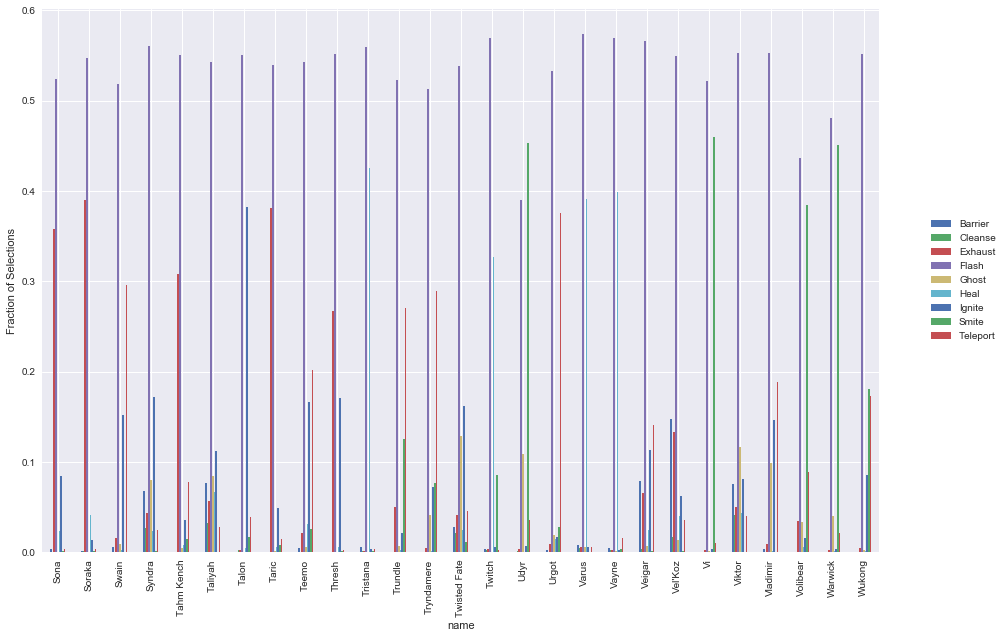 0.6
0.5
0.4
0.3
0.2
0.1
0.0
Fraction of Selections
Sona
Soraka
Swain
Syndra
Tahm Kench
Taliyah
Talon
Taric
Teemo
Thresh
Tristana
Trundle
Tryndamere
Twisted Fate
Twitch
Udyr
Urgot
Varus
Vayne
Veigar
Vel'Koz
Vi
Viktor
Vladimir
Volibear
Warwick
Wukong
name
Barrier
Cleanse
Exhaust
Flash
Ghost
Heal
Ignite
Smite
Teleport